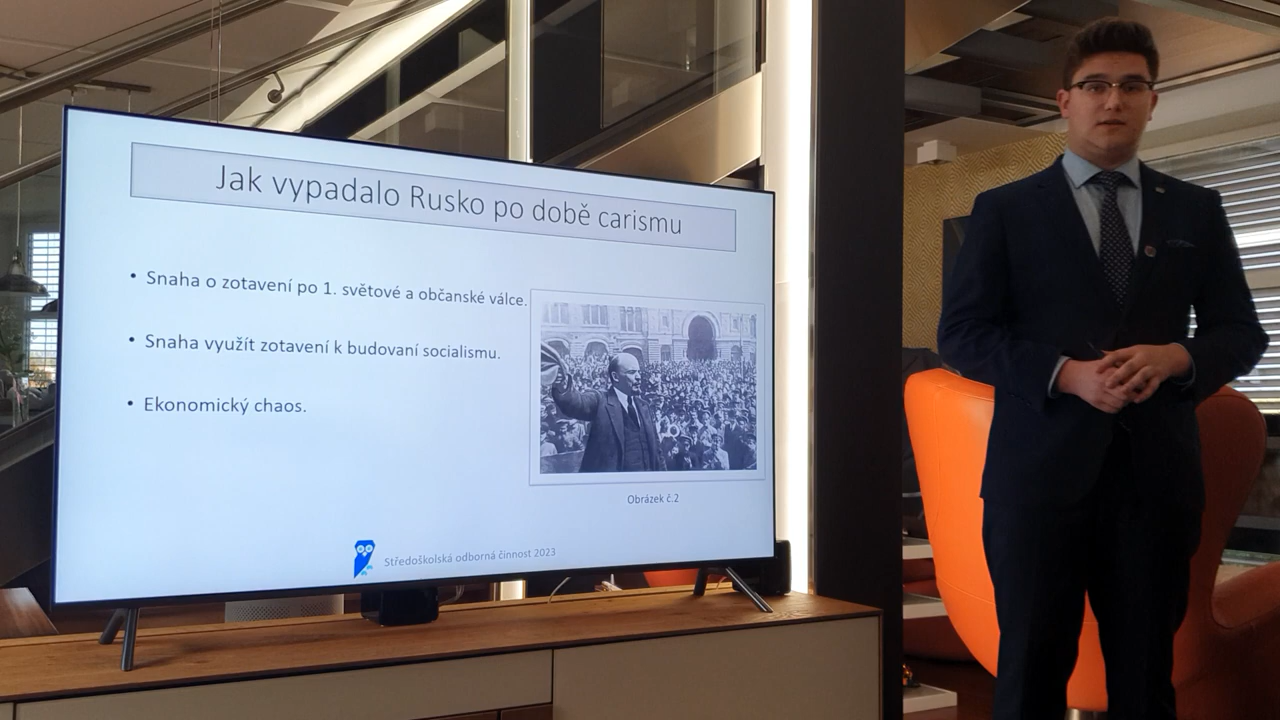 Jak vypadalo Rusko po době carismu
• Snaha o zotavení po 1. světové a občanské válce.
• Snaha využít zotavení k budovaní socialismu.
• Ekonomický chaos.
Obrázek č.2
Středoškolská odborná činnost 2023